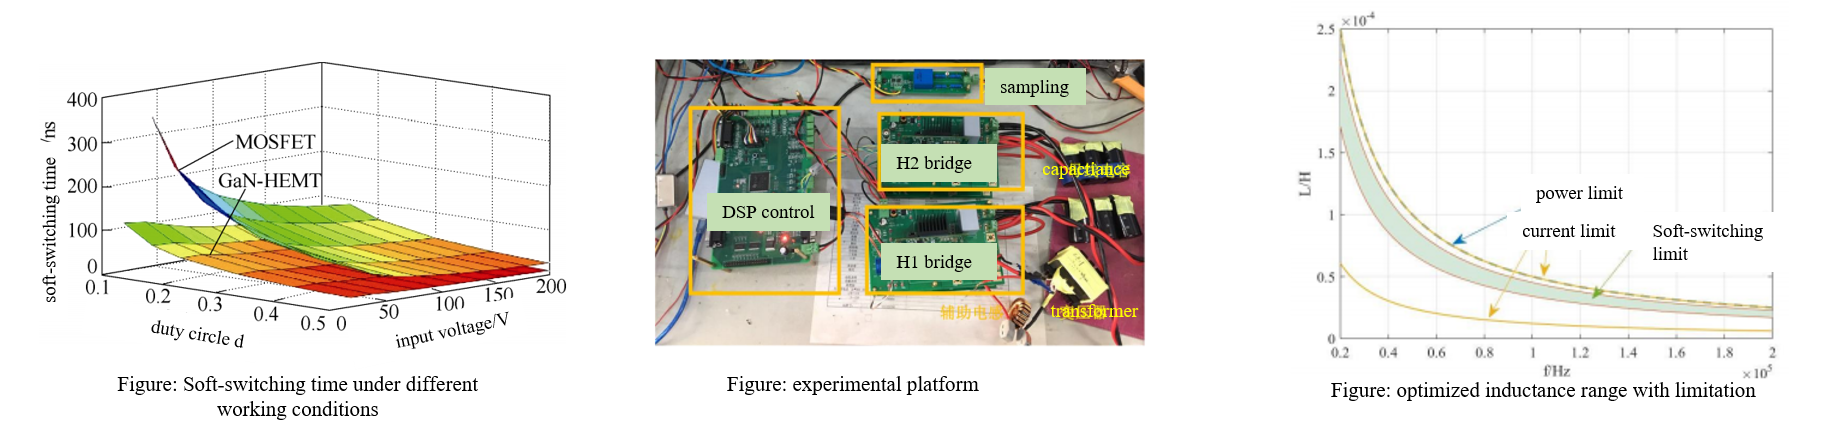 400
300
200
100
0
soft-switching time /ns
MOSFET
GaN-HEMT
0.1
0.2
0.3
0.4
0.5
0
50
100
150
200
duty circle d
input voltage/V
Figure: Soft-switching time under different
working conditions
sampling
H2 bridge
capactiance
DSP control
H1 bridge
辅助电感
transformer
Figure: experimental platform
×10⁻⁴
2.5
2
1.5
1
0.5
0
L/H
power limit
current limit
Soft-switching
limit
0.2 0.4 0.6 0.8 1 1.2 1.4 1.6 1.8 2
f/Hz
×10⁵
Figure: optimized inductance range with limitation